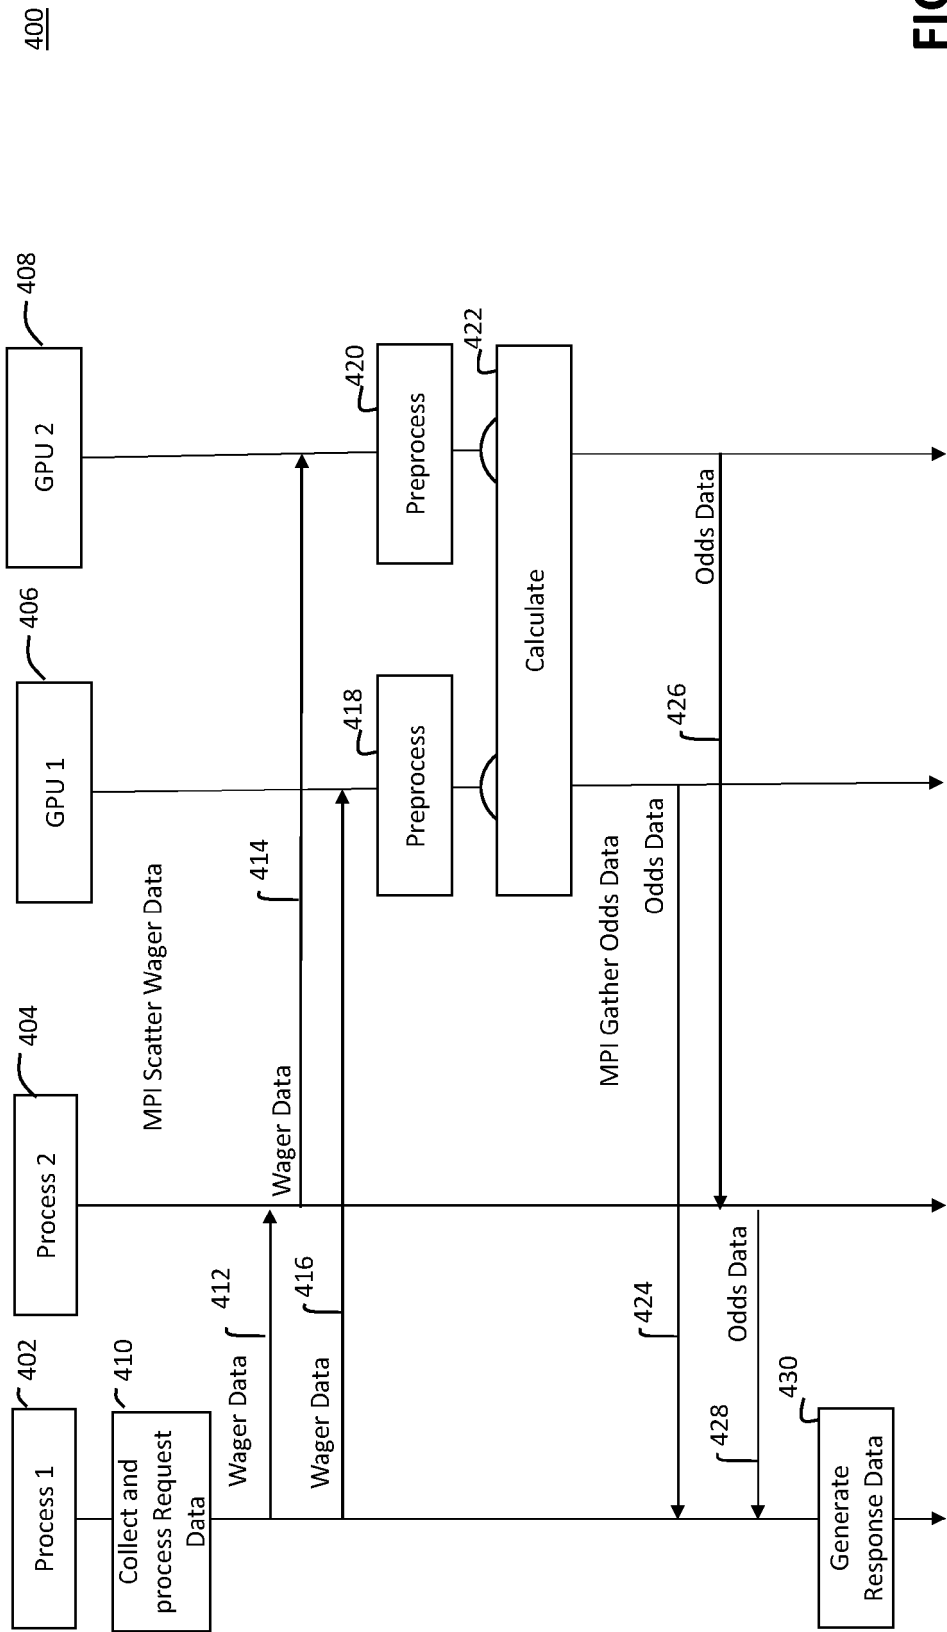 400
Process 1
402
Process 2
404
GPU 1
406
GPU 2
408
Collect and
process Request
Data
410
MPI Scatter Wager Data
Wager Data
412
Wager Data
414
Wager Data
416
Preprocess
418
Preprocess
420
Calculate
422
MPI Gather Odds Data
Odds Data
424
Odds Data
426
Odds Data
428
Generate
Response Data
430